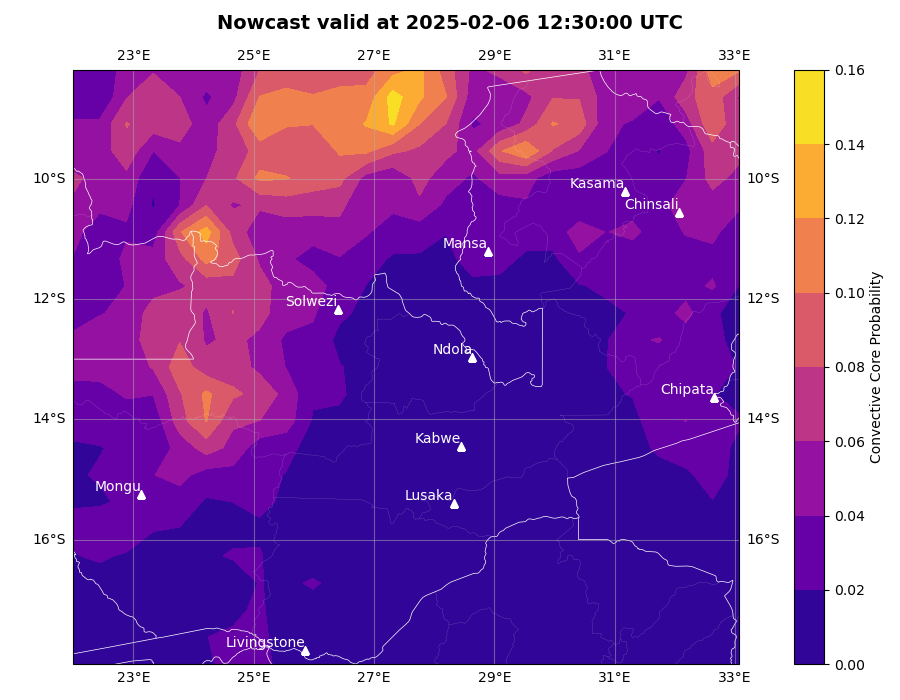 Nowcast valid at 2025-02-06 12:30:00 UTC
23°E 25°E 27°E 29°E 31°E 33°E
0.16
0.14
10°S Kasama 10°S
Chinsali
0.12
Mansa
12°S Solwezi 12°S
0.10
Ndola
0.08
Chipata
14°S 14°S
Kabwe
0.06
Mongu
Lusaka
0.04
16°S 16°S
0.02
Livingstone
0.00
23°E 25°E 27°E 29°E 31°E 33°E
Convective Core Probability